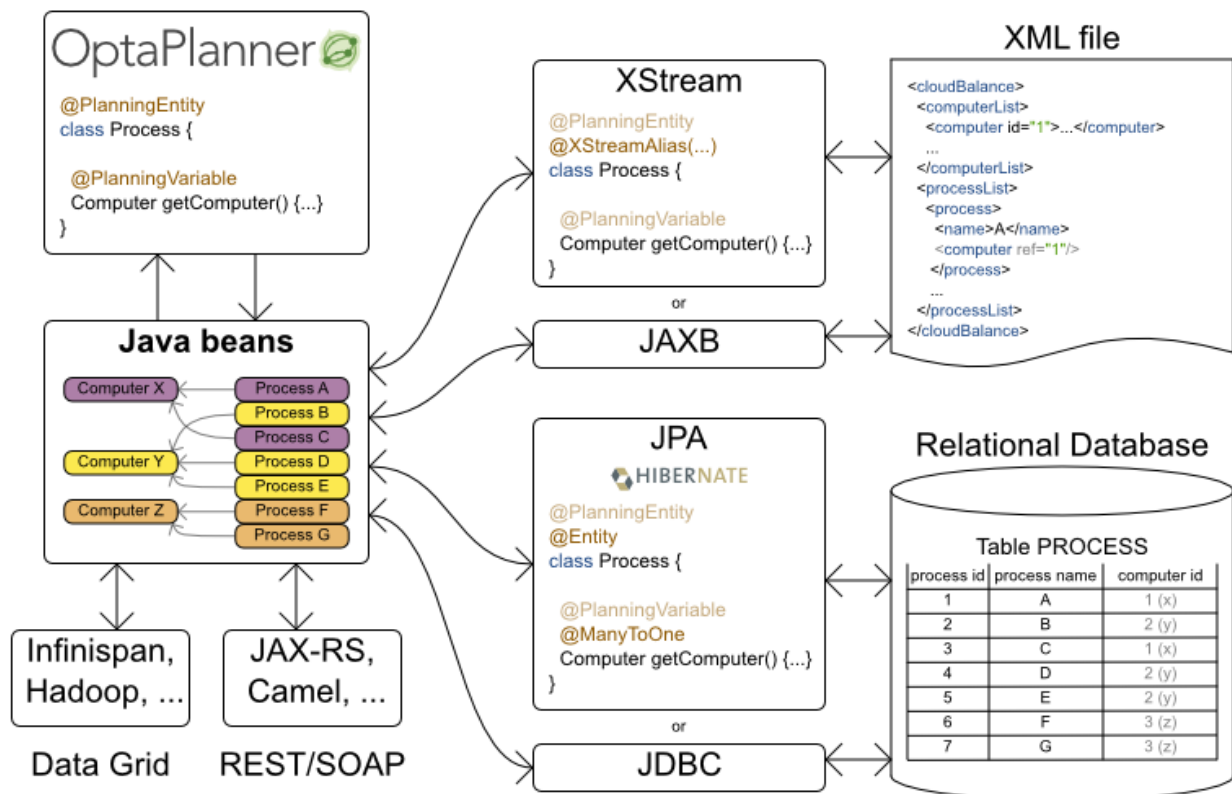 OptaPlanner
@PlanningEntity
class Process {
@PlanningVariable
Computer getComputer() {...}
}
Java beans
Computer X
Computer Y
Computer Z
Process A
Process B
Process C
Process D
Process E
Process F
Process G
Infinispan,
Hadoop, ...
Data Grid
JAX-RS,
Camel, ...
REST/SOAP
XStream
@PlanningEntity
@XStreamAlias(...)
class Process {
@PlanningVariable
Computer getComputer() {...}
}
or
JAXB
JPA
HIBERNATE
@PlanningEntity
@Entity
class Process {
@PlanningVariable
@ManyToOne
Computer getComputer() {...}
}
or
JDBC
XML file
<cloudBalance>
<computerList>
<computer id="1">...</computer>
...
</computerList>
<processList>
<process>
<name>A</name>
<computer ref="1"/>
</process>
...
</processList>
</cloudBalance>
Relational Database
Table PROCESS
process id process name computer id
1 A 1 (x)
2 B 2 (y)
3 C 1 (x)
4 D 2 (y)
5 E 2 (y)
6 F 3 (z)
7 G 3 (z)